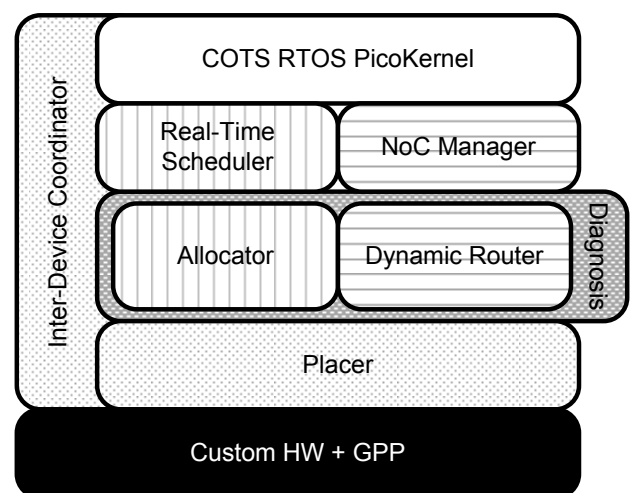 COTS RTOS PicoKernel
Inter-Device Coordinator
Real-Time
Scheduler
NoC Manager
Allocator
Dynamic Router
Diagnosis
Placer
Custom HW + GPP